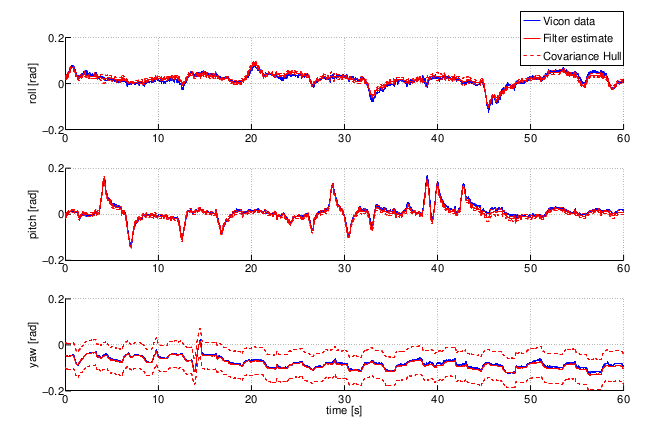 Vicon data
Filter estimate
Covariance Hull
roll [rad]
0.2
0
−0.2
0 10 20 30 40 50 60
pitch [rad]
0.2
0
−0.2
0 10 20 30 40 50 60
yaw [rad]
0.2
0
−0.2
0 10 20 30 40 50 60
time [s]